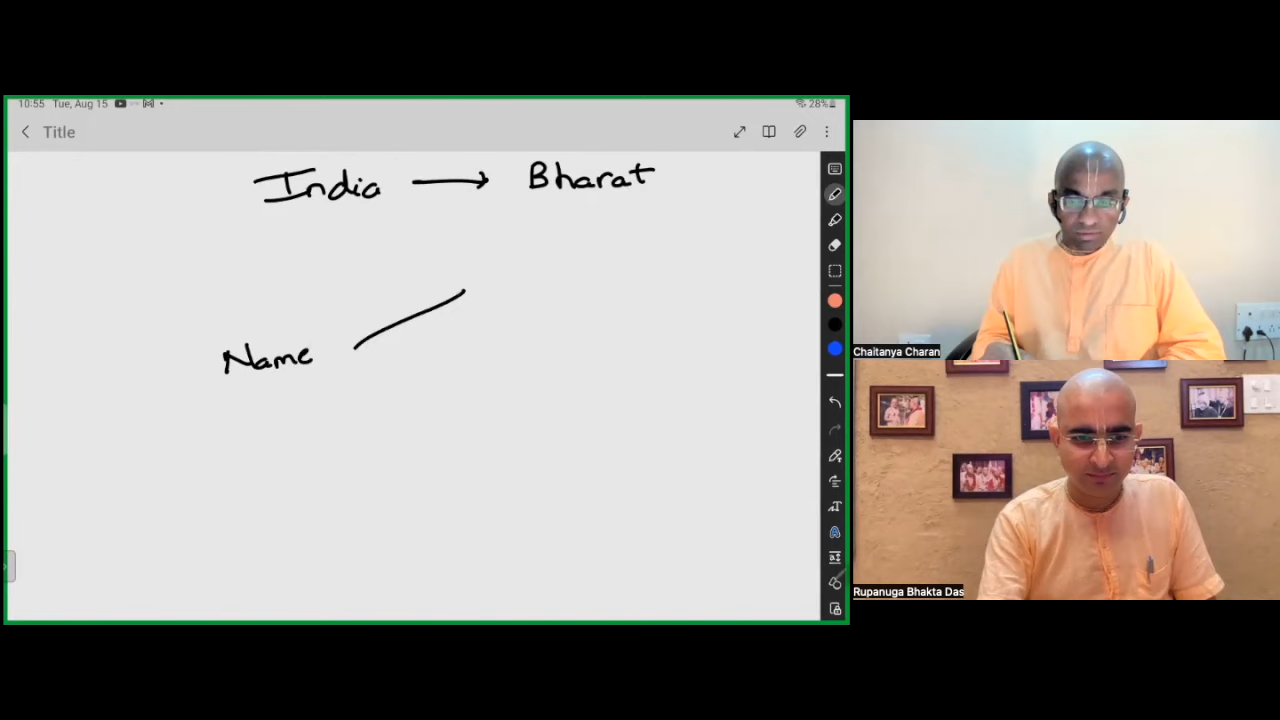 10:55 Tue, Aug 15 28%
Title
India → Bharat
Name
Chaitanya Charan
Rupanuga Bhakta Das